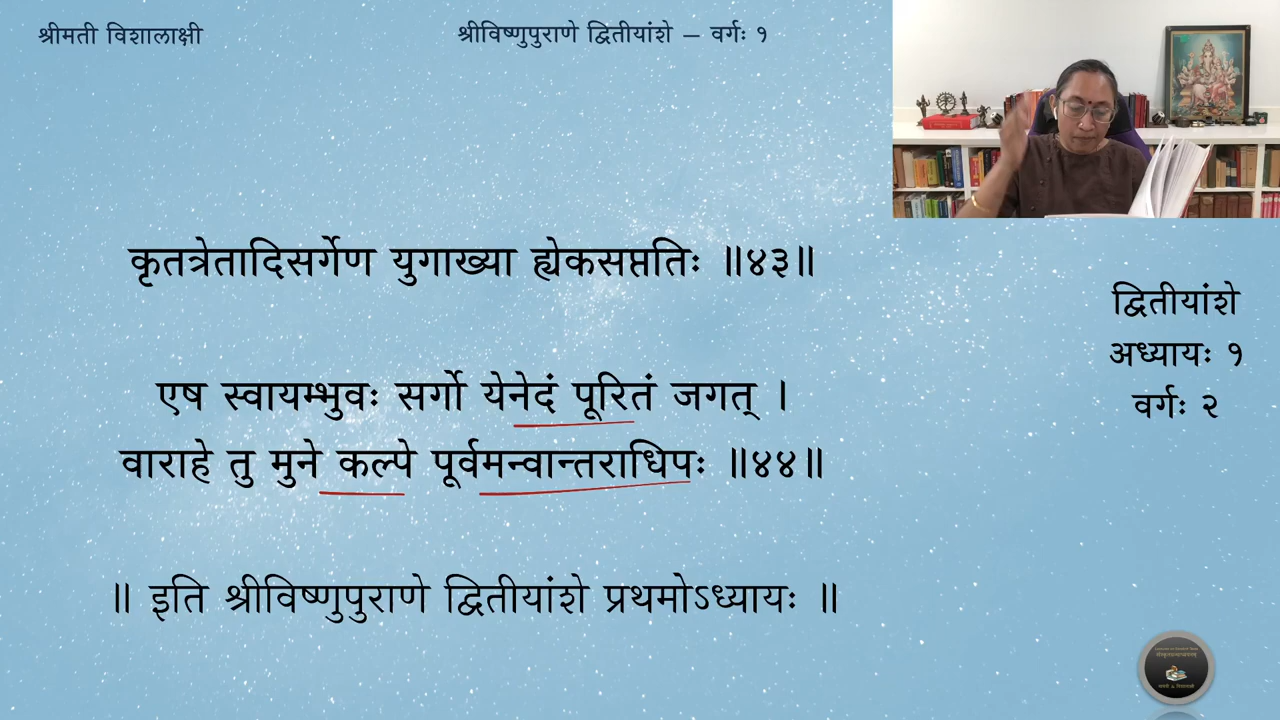 श्रीमती विशालाक्षी
श्रीविष्णुपुराणे द्वितीयांशे – वर्गः १
कृतत्रेतादिसर्गेण युगाख्या ह्येकसप्ततिः ॥४३॥
एष स्वायम्भुवः सर्गो येनेदं पूरितं जगत् ।
वाराहे तु मुने कल्पे पूर्वमन्वान्तराधिपः ॥४४॥
॥ इति श्रीविष्णुपुराणे द्वितीयांशे प्रथमोऽध्यायः ॥
द्वितीयांशे
अध्यायः १
वर्गः २